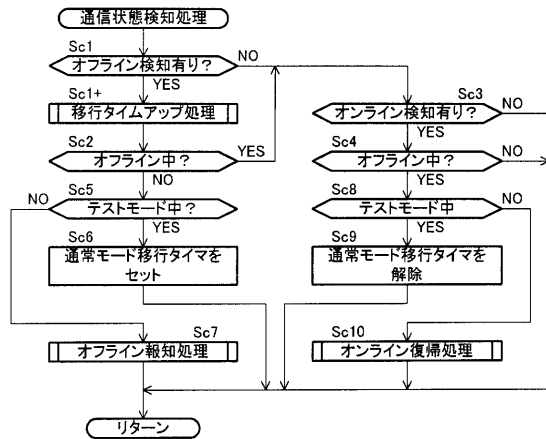 通信状態検知処理
Sc1
オフライン検知有り?
NO
YES
Sc1+
移行タイムアップ処理
Sc2
オフライン中?
YES
NO
Sc5
NO
テストモード中?
YES
Sc6
通常モード移行タイマを
セット
Sc7
オフライン報知処理
リターン
Sc3
オンライン検知有り?
NO
YES
Sc4
オフライン中?
NO
YES
Sc8
テストモード中
NO
YES
Sc9
通常モード移行タイマを
解除
Sc10
オンライン復帰処理